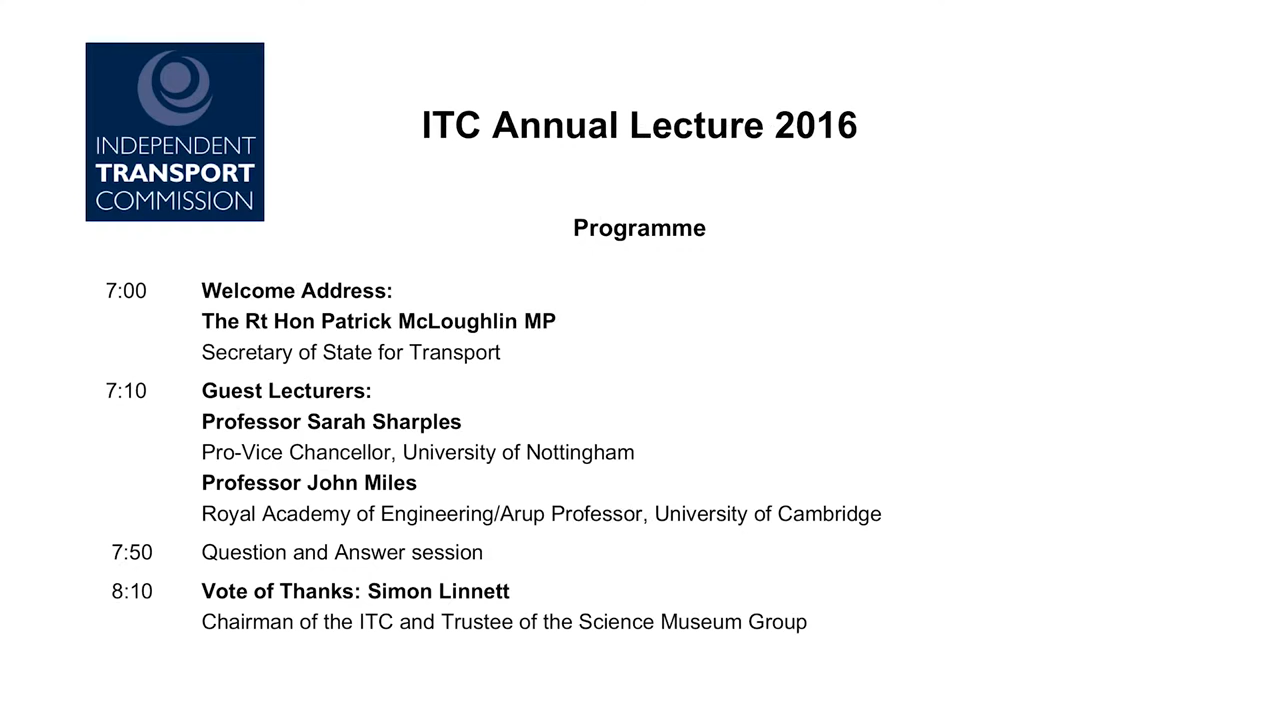 INDEPENDENT
TRANSPORT
COMMISSION
ITC Annual Lecture 2016
Programme
7:00 Welcome Address:
The Rt Hon Patrick McLoughlin MP
Secretary of State for Transport
7:10 Guest Lecturers:
Professor Sarah Sharples
Pro-Vice Chancellor, University of Nottingham
Professor John Miles
Royal Academy of Engineering/Arup Professor, University of Cambridge
7:50 Question and Answer session
8:10 Vote of Thanks: Simon Linnett
Chairman of the ITC and Trustee of the Science Museum Group